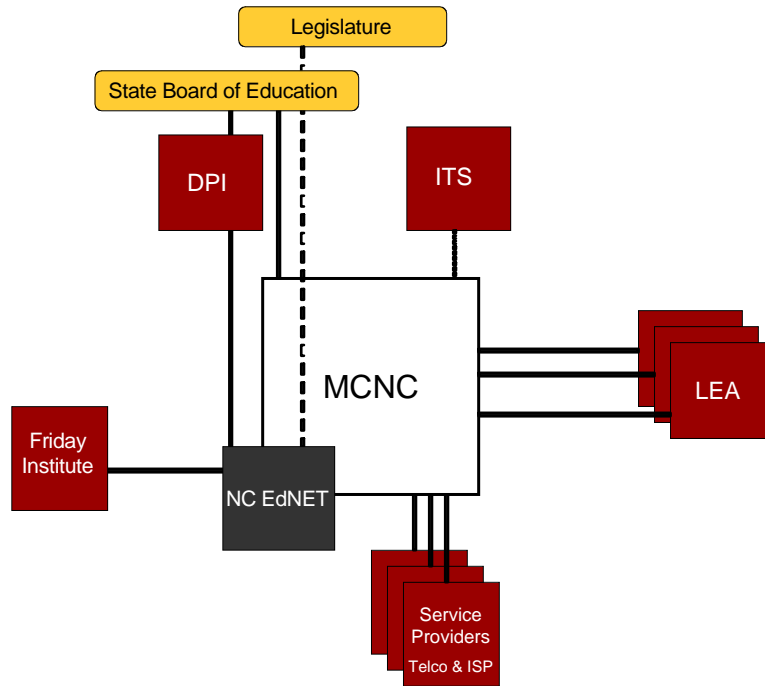 Legislature
State Board of Education
DPI
ITS
MCNC
LEA
Friday
Institute
NC EdNET
Service
Providers
Telco & ISP